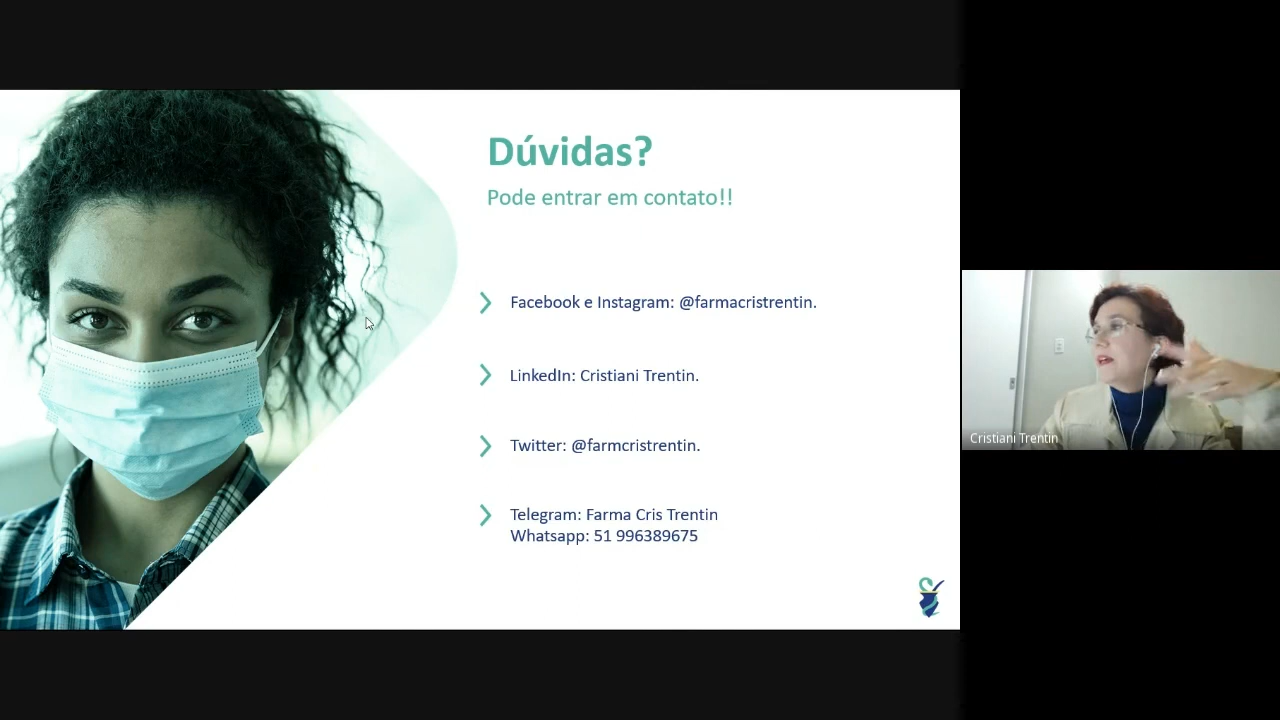 Dúvidas?
Pode entrar em contato!!
Facebook e Instagram: @farmacristrentin.
LinkedIn: Cristiani Trentin.
Twitter: @farmcristrentin.
Telegram: Farma Cris Trentin
Whatsapp: 51 996389675
Cristiani Trentin